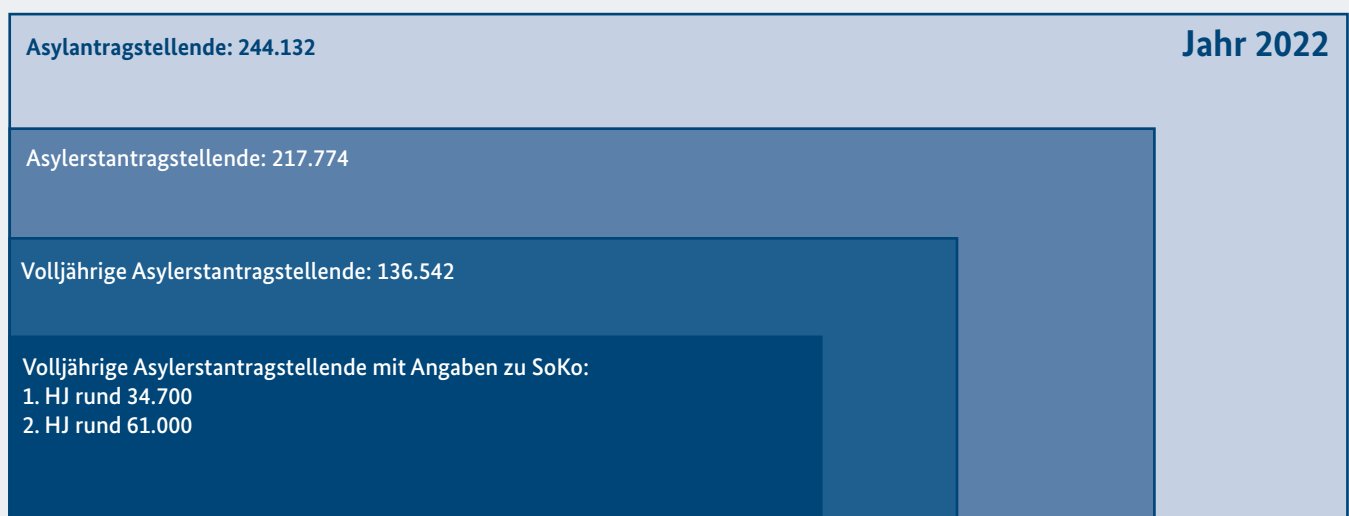 Asylantragstellende: 244.132
Jahr 2022
Asylerstantragstellende: 217.774
Volljährige Asylerstantragstellende: 136.542
Volljährige Asylerstantragstellende mit Angaben zu SoKo:
1. HJ rund 34.700
2. HJ rund 61.000